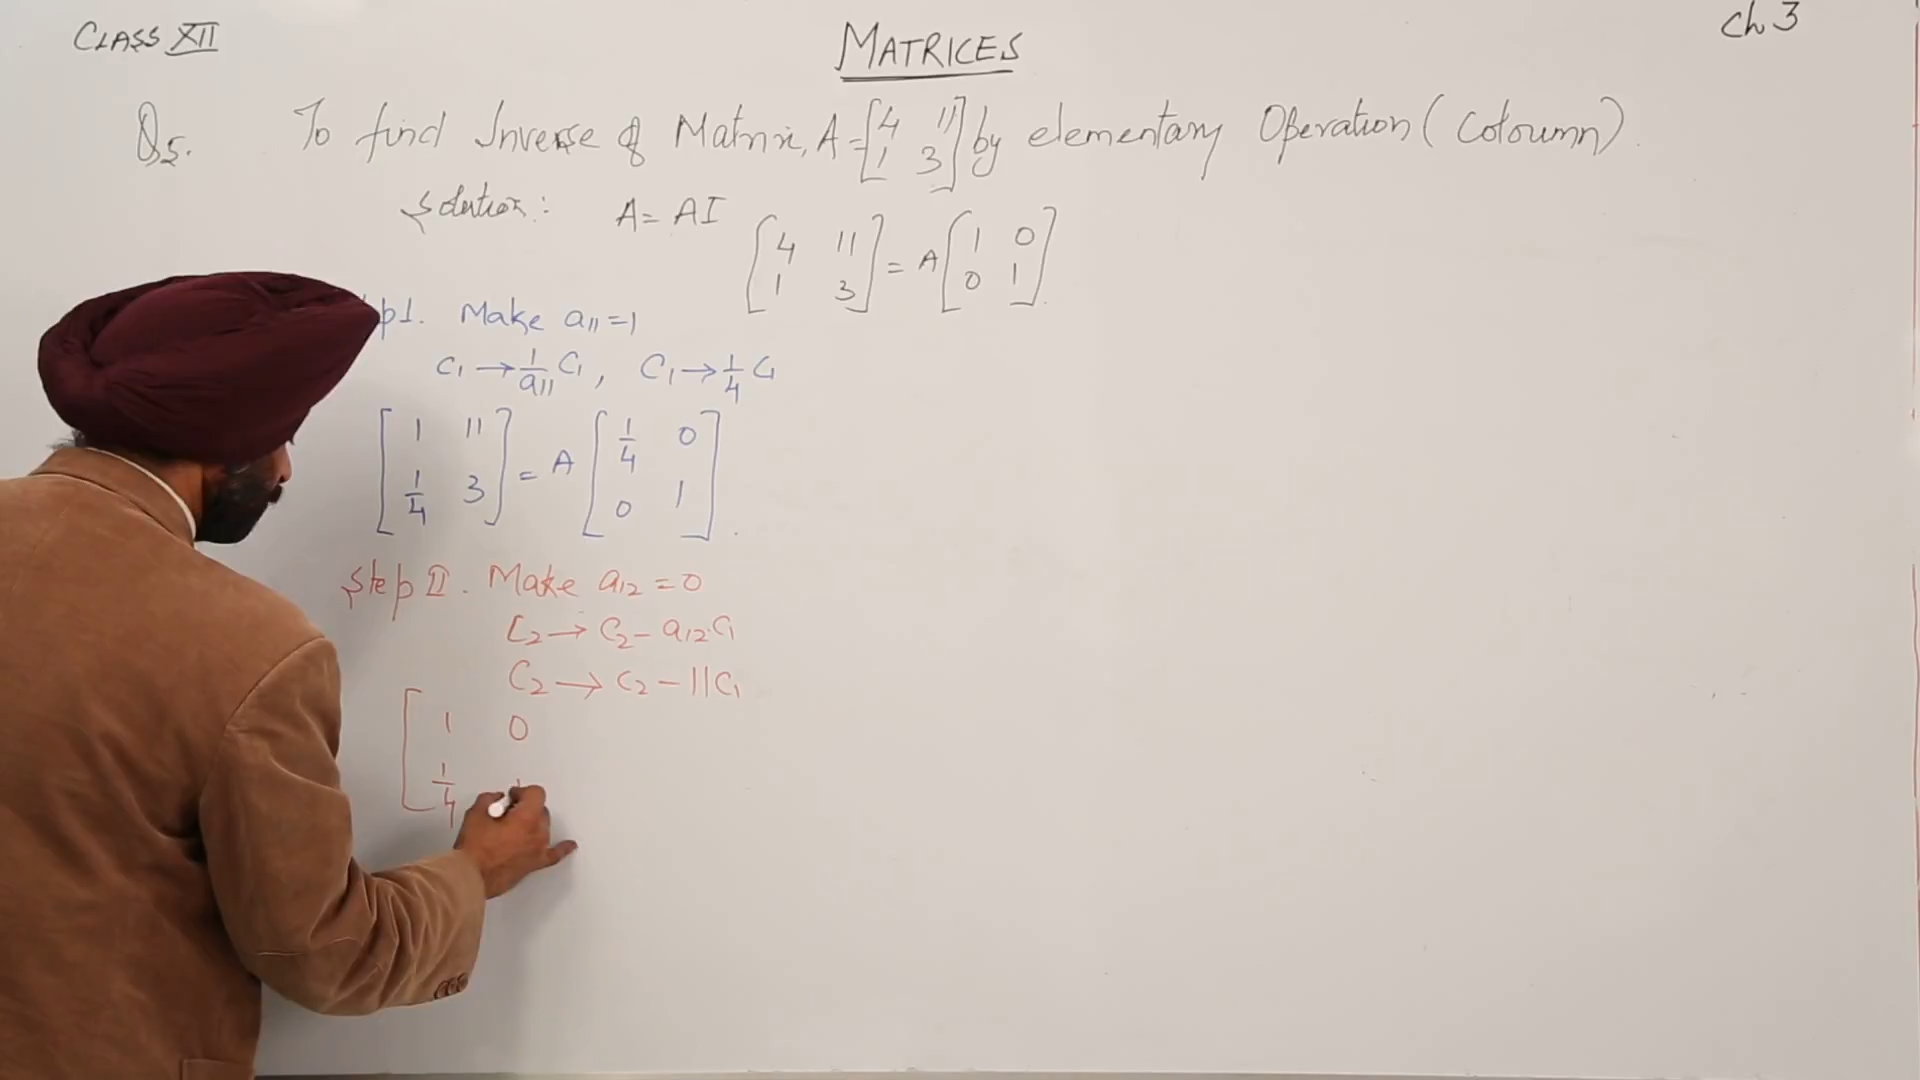 CLASS XII
MATRICES
Ch 3
Q5. To find Inverse of Matrix, A = [4 11; 1 3] by elementary Operation (Coloumn).
Solution: A = AI
[4 11; 1 3] = A [1 0; 0 1].
p1. Make a11 = 1
C1 → 1/a11 C1, C1 → 1/4 C1
[1 11; 1/4 3] = A [1/4 0; 0 1].
Step II. Make a12 = 0
C2 → C2 - a12.C1
C2 → C2 - 11C1
[1 0
1/4